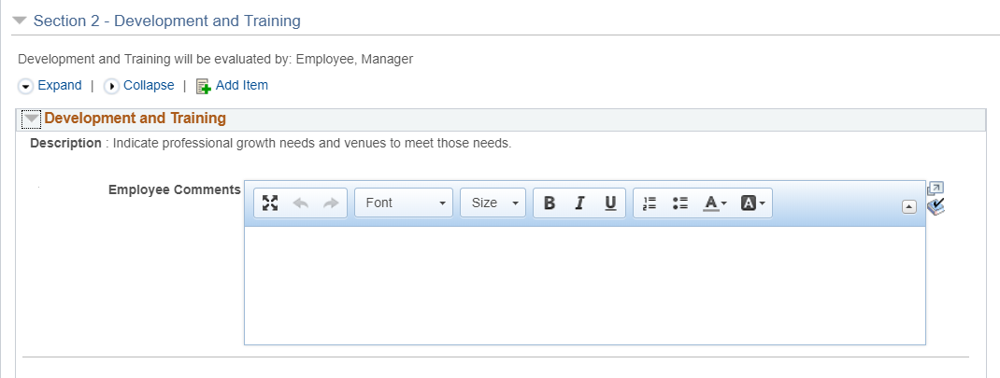 Section 2 - Development and Training
Development and Training will be evaluated by: Employee, Manager
Expand | Collapse | Add Item
Development and Training
Description : Indicate professional growth needs and venues to meet those needs.
Employee Comments
Font Size B I U A A